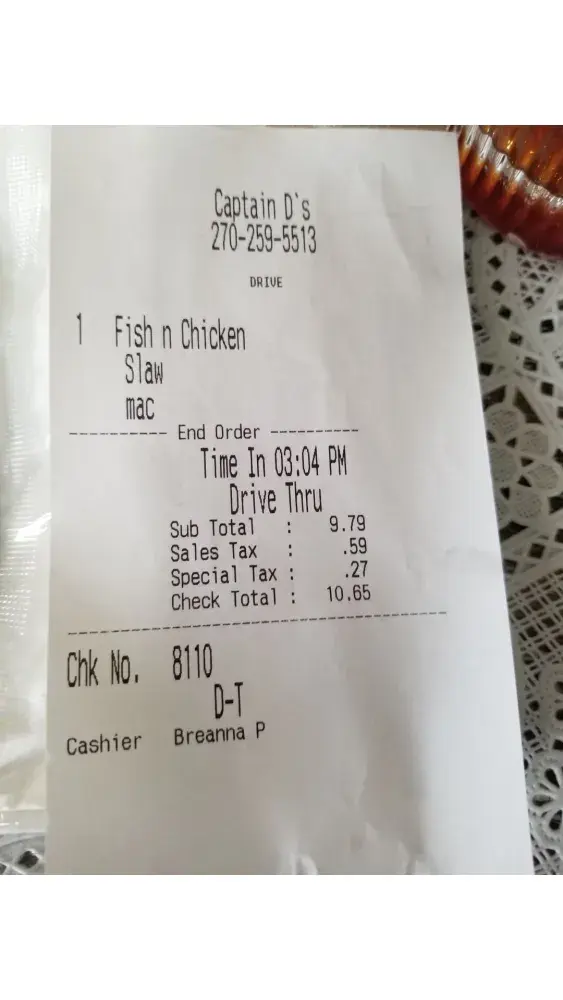 Captain D's
270-259-5513
DRIVE
1 Fish n Chicken
Slaw
mac
---------- End Order ---------
Time In 03:04 PM
Drive Thru
Sub Total : 9.79
Sales Tax : .59
Special Tax : .27
Check Total : 10.65
Chk No. 8110
D-T
Cashier Breanna P